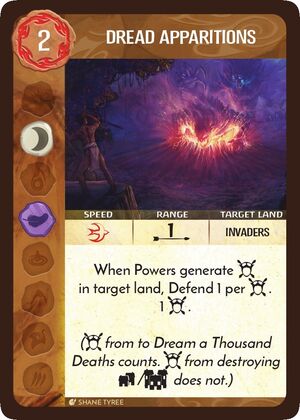 2
DREAD APPARITIONS
SPEED RANGE TARGET LAND
1 INVADERS
When Powers generate
in target land, Defend 1 per .
1 .
( from to Dream a Thousand
Deaths counts. from destroying
/ does not.)
SHANE TYREE